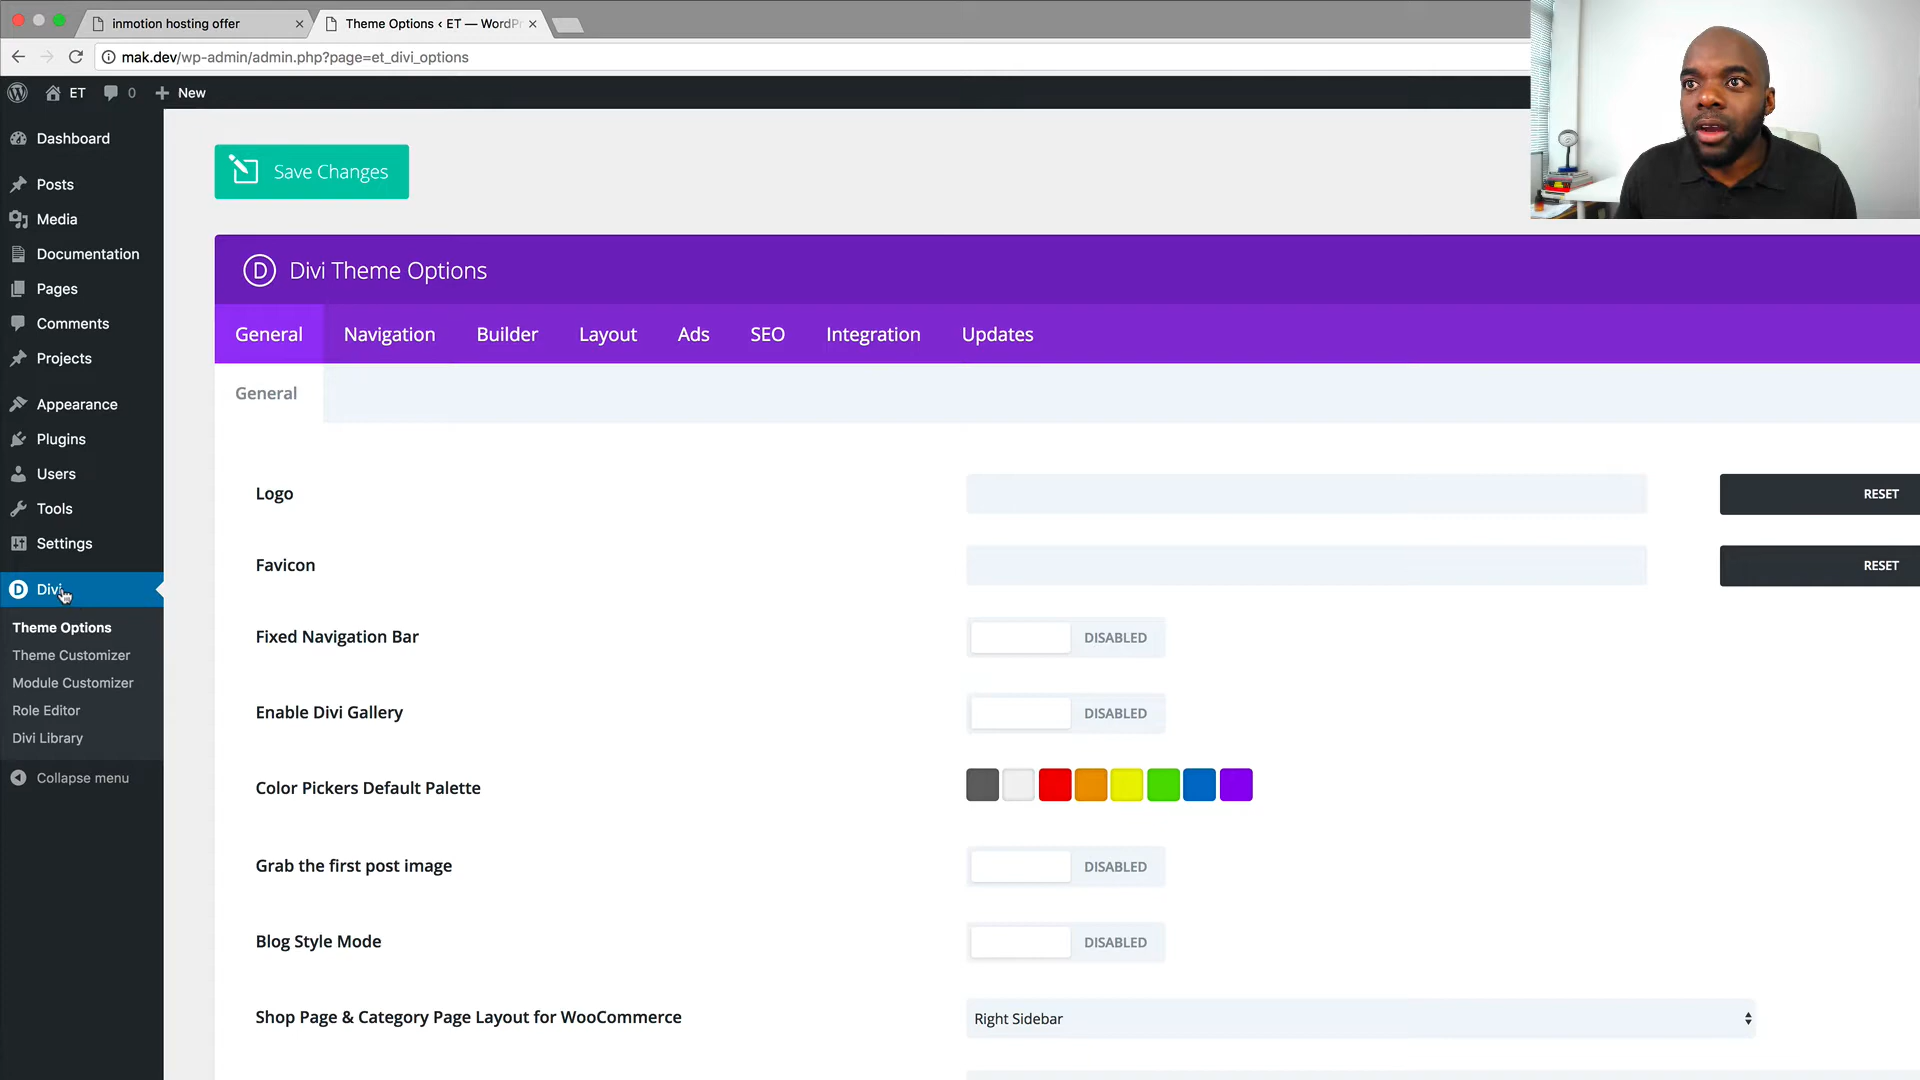 inmotion hosting offer
Theme Options ‹ ET — WordPr
mak.dev/wp-admin/admin.php?page=et_divi_options
ET
0
New
Dashboard
Posts
Media
Documentation
Pages
Comments
Projects
Appearance
Plugins
Users
Tools
Settings
Divi
Theme Options
Theme Customizer
Module Customizer
Role Editor
Divi Library
Collapse menu
Save Changes
D Divi Theme Options
General Navigation Builder Layout Ads SEO Integration Updates
General
Logo RESET
Favicon RESET
Fixed Navigation Bar DISABLED
Enable Divi Gallery DISABLED
Color Pickers Default Palette
Grab the first post image DISABLED
Blog Style Mode DISABLED
Shop Page & Category Page Layout for WooCommerce Right Sidebar